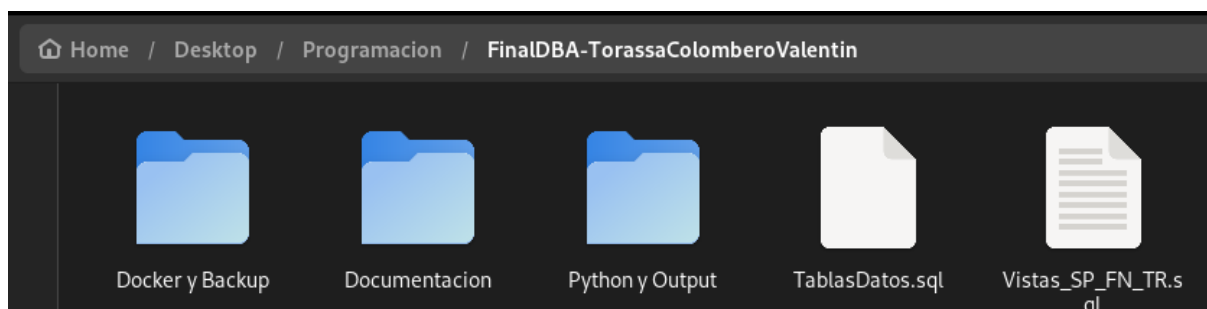 Home / Desktop / Programacion / FinalDBA-TorassaColomberoValentin
Docker y Backup
Documentacion
Python y Output
TablasDatos.sql
Vistas_SP_FN_TR.s
ql